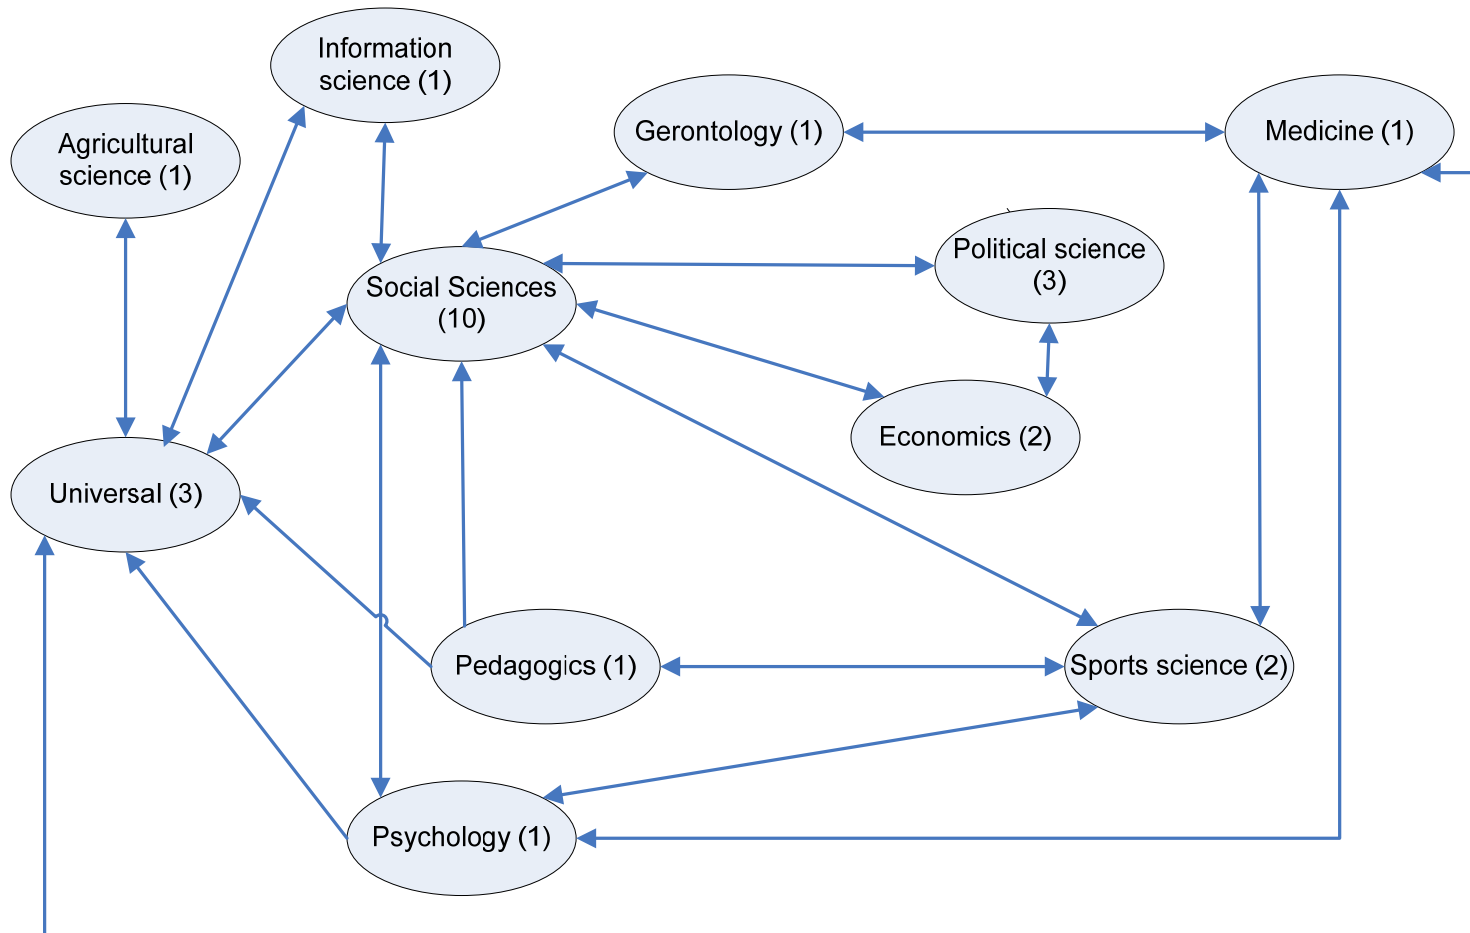 Information
science (1)
Agricultural
science (1)
Gerontology (1)
Medicine (1)
Political science
(3)
Social Sciences
(10)
Economics (2)
Universal (3)
Pedagogics (1)
Sports science (2)
Psychology (1)